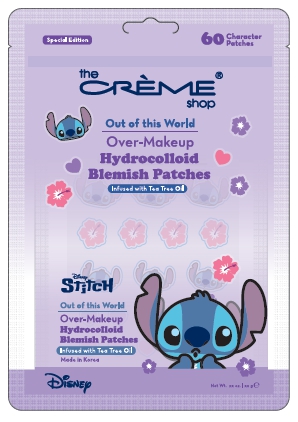 Special Edition
60 Character
Patches
the
CRÈME®
shop
Out of this World
Over-Makeup
Hydrocolloid
Blemish Patches
Infused with Tea Tree Oil
Disney
STITCH
Out of this World
Over-Makeup
Hydrocolloid
Blemish Patches
Infused with Tea Tree Oil
Made in Korea
Disney
Net Wt.